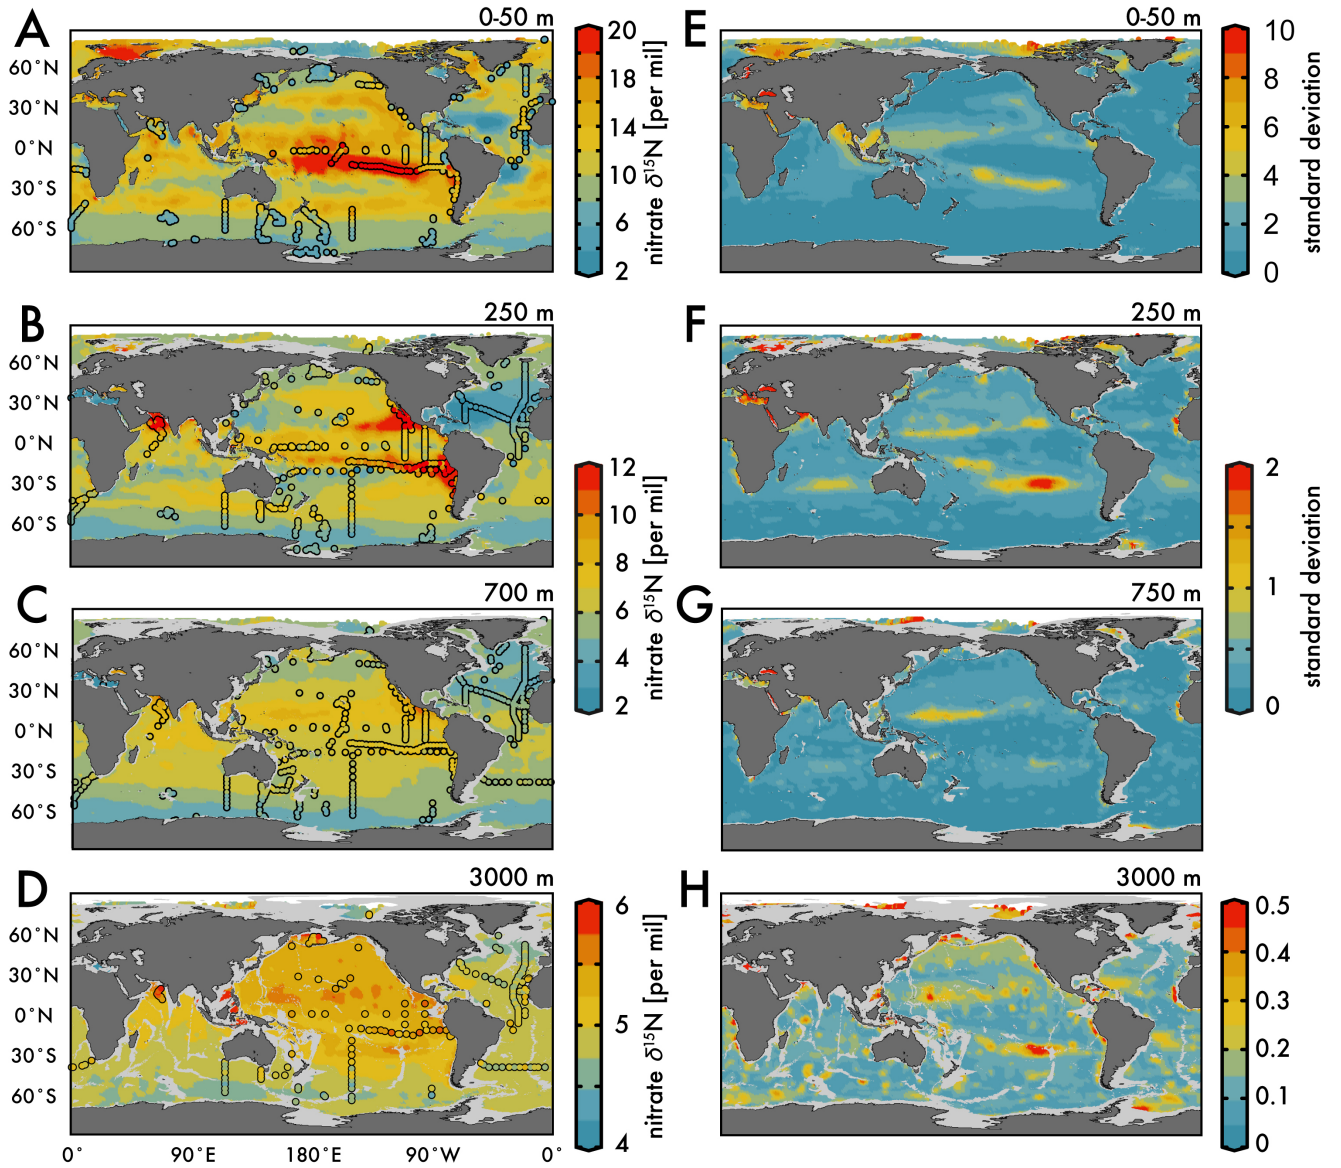 A
0-50 m
60°N
30°N
0°N
30°S
60°S
20
18
14
10
6
2
nitrate δ¹⁵N [per mil]
E
0-50 m
10
8
6
4
2
0
standard deviation
B
250 m
60°N
30°N
0°N
30°S
60°S
F
250 m
12
10
8
6
4
2
nitrate δ¹⁵N [per mil]
2
1
0
standard deviation
C
700 m
60°N
30°N
0°N
30°S
60°S
G
750 m
D
3000 m
60°N
30°N
0°N
30°S
60°S
0°
90°E
180°E
90°W
0°
6
5
4
nitrate δ¹⁵N [per mil]
H
3000 m
0.5
0.4
0.3
0.2
0.1
0
standard deviation